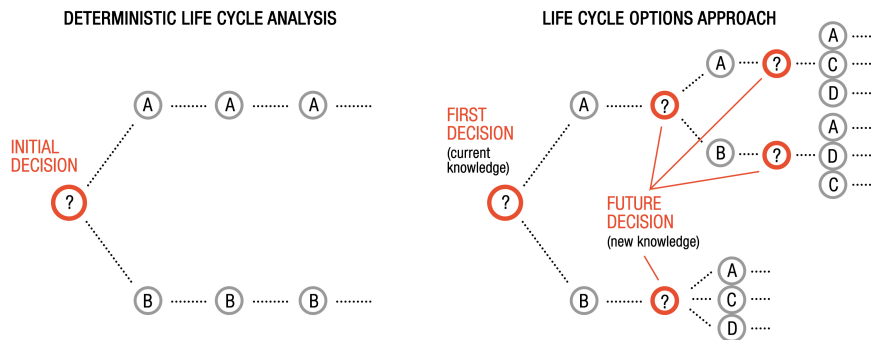 DETERMINISTIC LIFE CYCLE ANALYSIS
INITIAL
DECISION
?
A A A
B B B
LIFE CYCLE OPTIONS APPROACH
FIRST
DECISION
(current
knowledge)
?
A ? A ? A
C
D
B ? A
D
C
FUTURE
DECISION
(new knowledge)
B ? A
C
D